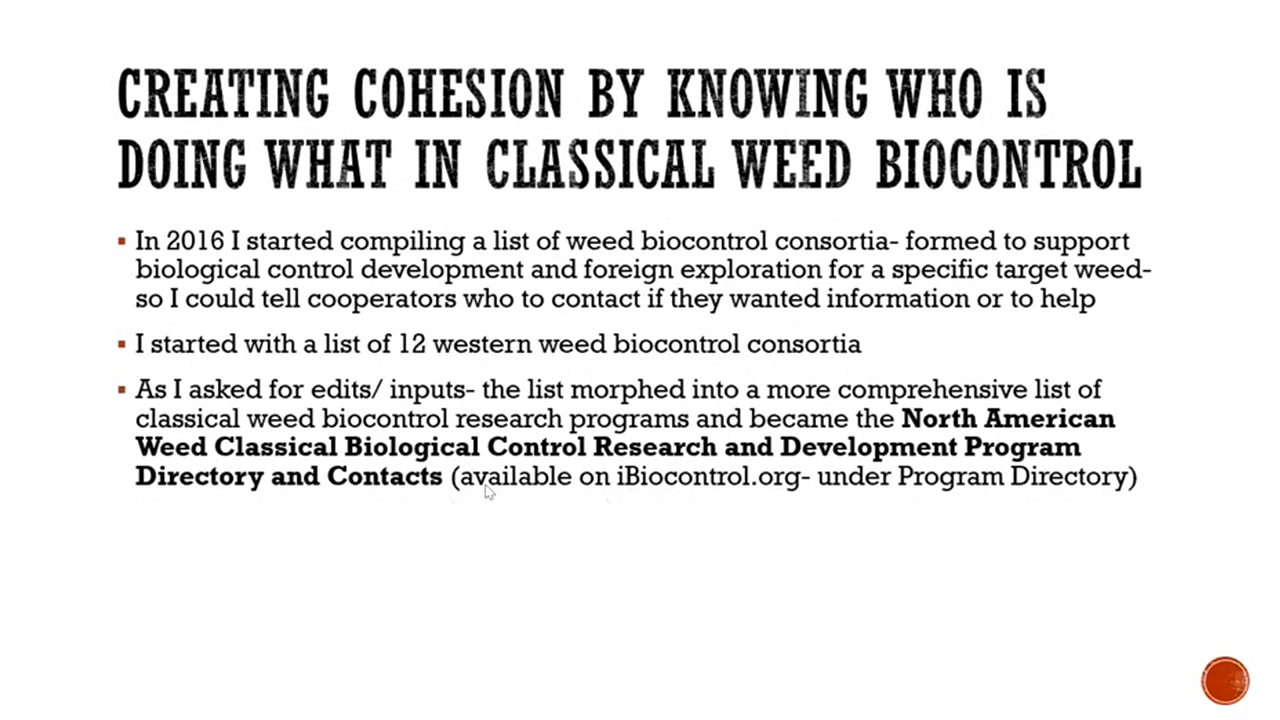 CREATING COHESION BY KNOWING WHO IS
DOING WHAT IN CLASSICAL WEED BIOCONTROL
▪ In 2016 I started compiling a list of weed biocontrol consortia- formed to support
biological control development and foreign exploration for a specific target weed-
so I could tell cooperators who to contact if they wanted information or to help
▪ I started with a list of 12 western weed biocontrol consortia
▪ As I asked for edits/ inputs- the list morphed into a more comprehensive list of
classical weed biocontrol research programs and became the North American
Weed Classical Biological Control Research and Development Program
Directory and Contacts (available on iBiocontrol.org- under Program Directory)